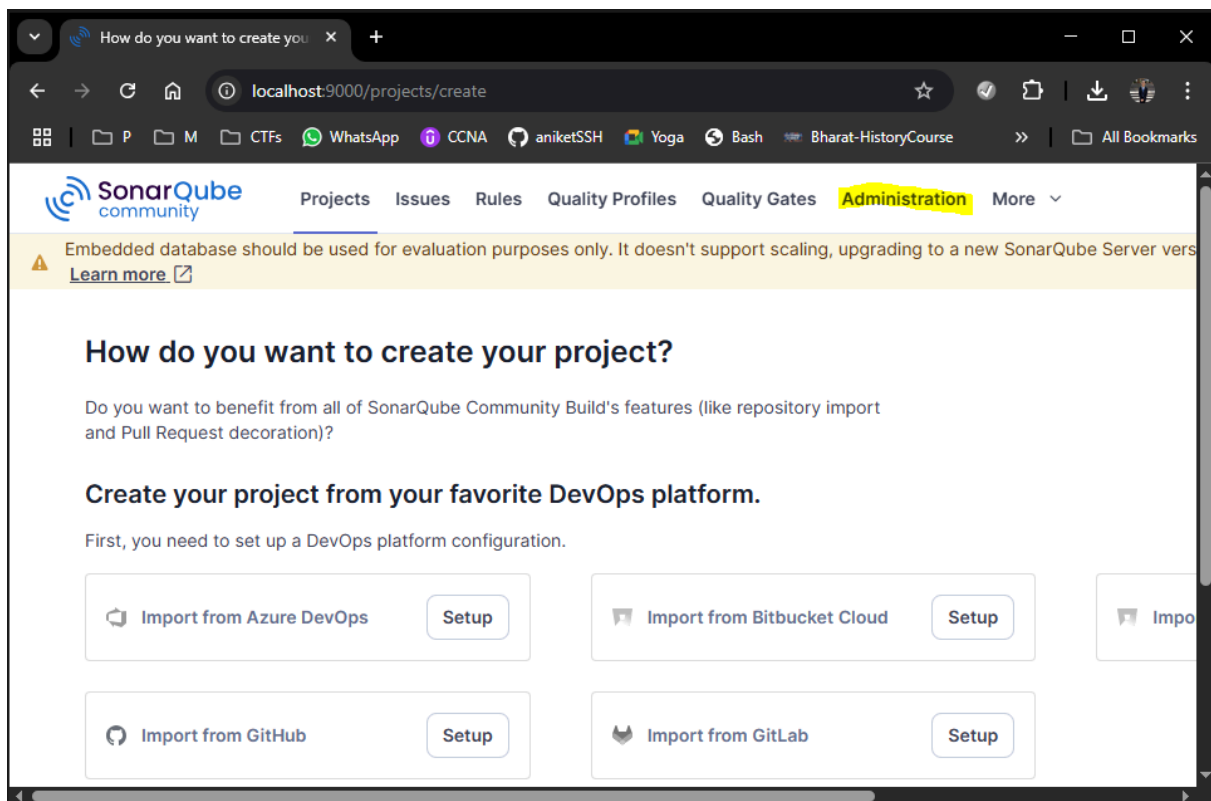 How do you want to create you
localhost:9000/projects/create
P M CTFs WhatsApp CCNA aniketSSH Yoga Bash Bharat-HistoryCourse » All Bookmarks
SonarQube
community
Projects Issues Rules Quality Profiles Quality Gates Administration More
Embedded database should be used for evaluation purposes only. It doesn't support scaling, upgrading to a new SonarQube Server vers
Learn more
How do you want to create your project?
Do you want to benefit from all of SonarQube Community Build's features (like repository import
and Pull Request decoration)?
Create your project from your favorite DevOps platform.
First, you need to set up a DevOps platform configuration.
Import from Azure DevOps Setup Import from Bitbucket Cloud Setup Impo
Import from GitHub Setup Import from GitLab Setup